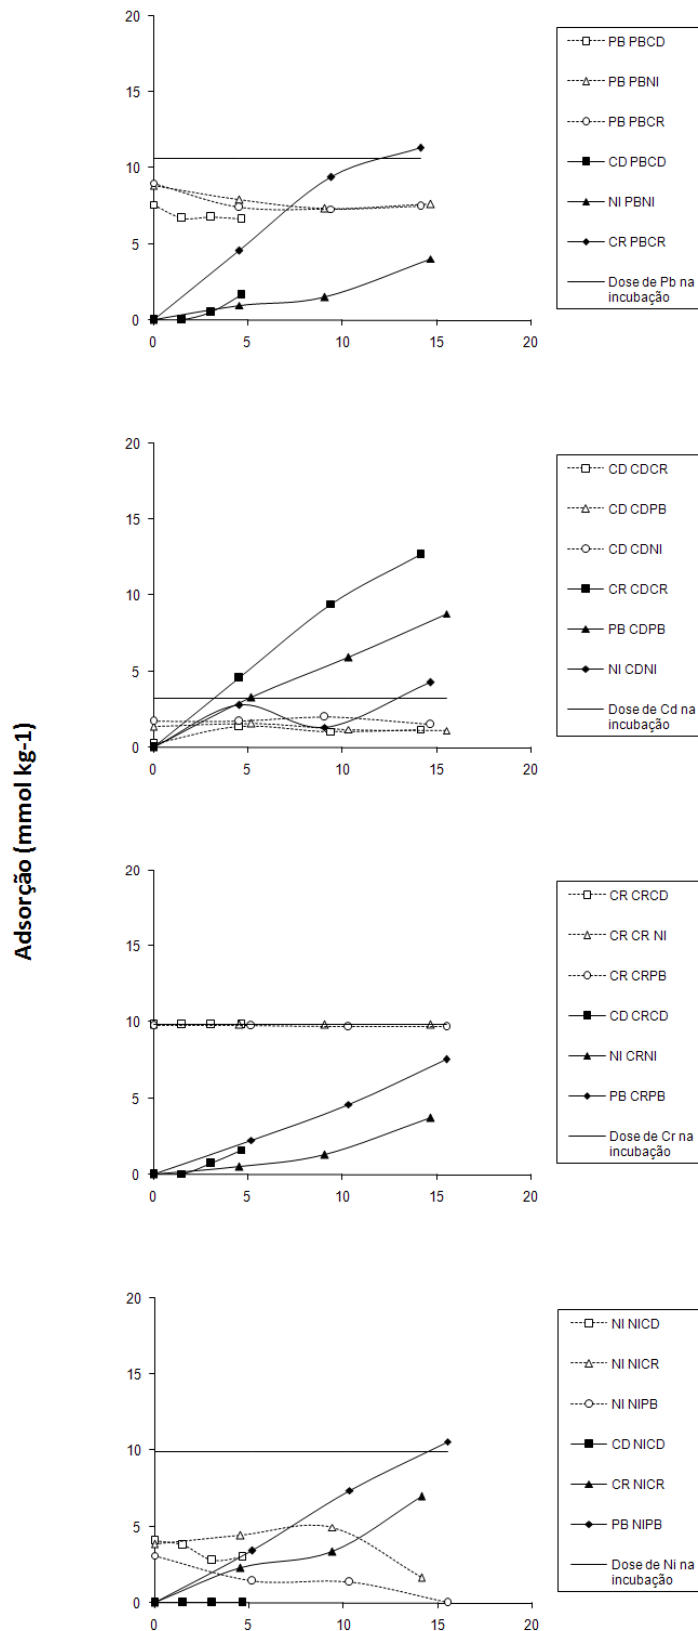 Adsorção (mmol kg-1)
20
15
10
5
0
0 5 10 15 20
PB PBCD
PB PBNI
PB PBCR
CD PBCD
NI PBNI
CR PBCR
Dose de Pb na
incubação
20
15
10
5
0
0 5 10 15 20
CD CDCR
CD CDPB
CD CDNI
CR CDCR
PB CDPB
NI CDNI
Dose de Cd na
incubação
20
15
10
5
0
0 5 10 15 20
CR CRCD
CR CR NI
CR CRPB
CD CRCD
NI CRNI
PB CRPB
Dose de Cr na
incubação
20
15
10
5
0
0 5 10 15 20
NI NICD
NI NICR
NI NIPB
CD NICD
CR NICR
PB NIPB
Dose de Ni na
incubação